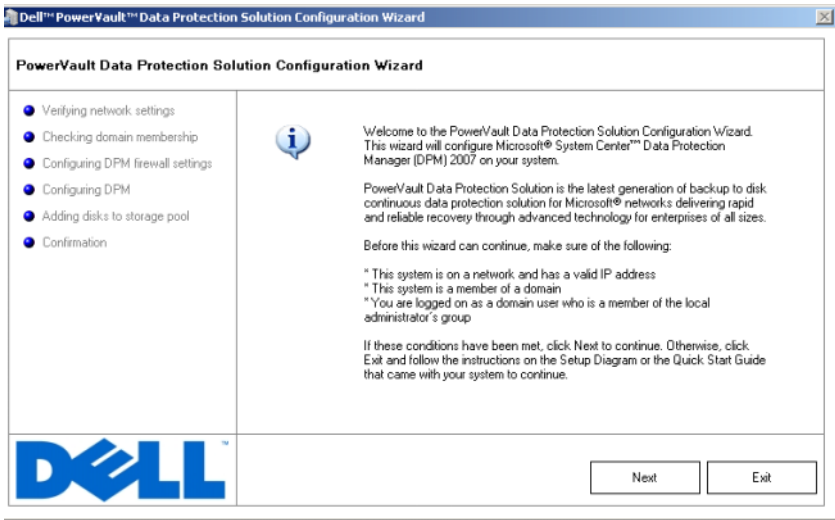 Dell™ PowerVault™ Data Protection Solution Configuration Wizard
PowerVault Data Protection Solution Configuration Wizard
Verifying network settings
Checking domain membership
Configuring DPM firewall settings
Configuring DPM
Adding disks to storage pool
Confirmation
Welcome to the PowerVault Data Protection Solution Configuration Wizard.
This wizard will configure Microsoft® System Center™ Data Protection
Manager (DPM) 2007 on your system.
PowerVault Data Protection Solution is the latest generation of backup to disk
continuous data protection solution for Microsoft® networks delivering rapid
and reliable recovery through advanced technology for enterprises of all sizes.
Before this wizard can continue, make sure of the following:
* This system is on a network and has a valid IP address
* This system is a member of a domain
* You are logged on as a domain user who is a member of the local
administrator's group
If these conditions have been met, click Next to continue. Otherwise, click
Exit and follow the instructions on the Setup Diagram or the Quick Start Guide
that came with your system to continue.
DELL™
Next
Exit